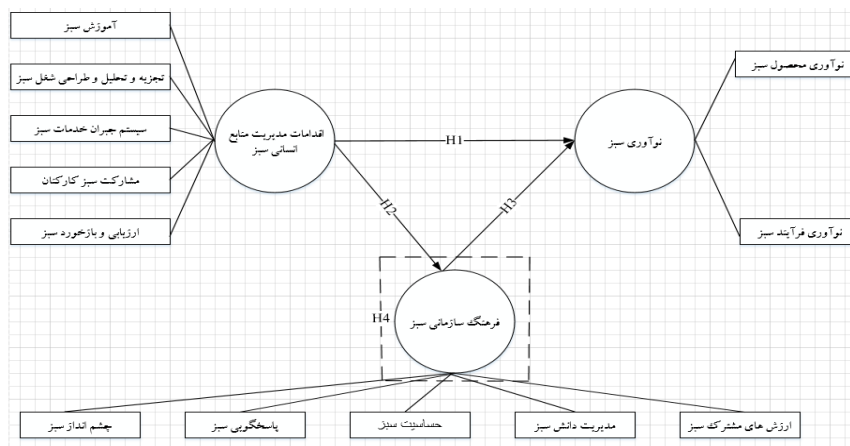 آموزش سبز
تجزیه و تحلیل و طراحی شغل سبز
سیستم جبران خدمات سبز
مشارکت سبز کارکنان
ارزیابی و بازخورد سبز
اقدامات مدیریت منابع
انسانی سبز
H1
H2
H3
نوآوری سبز
نوآوری محصول سبز
نوآوری فرآیند سبز
H4
فرهنگ سازمانی سبز
چشم انداز سبز
پاسخگویی سبز
حساسیت سبز
مدیریت دانش سبز
ارزش های مشترک سبز